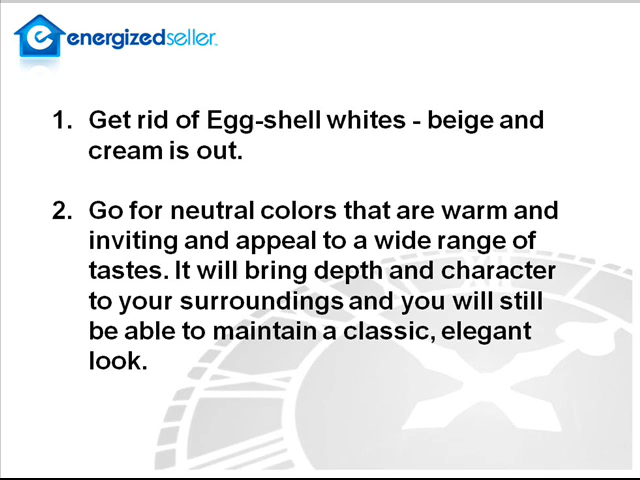 energizedseller
1. Get rid of Egg-shell whites - beige and
cream is out.
2. Go for neutral colors that are warm and
inviting and appeal to a wide range of
tastes. It will bring depth and character
to your surroundings and you will still
be able to maintain a classic, elegant
look.